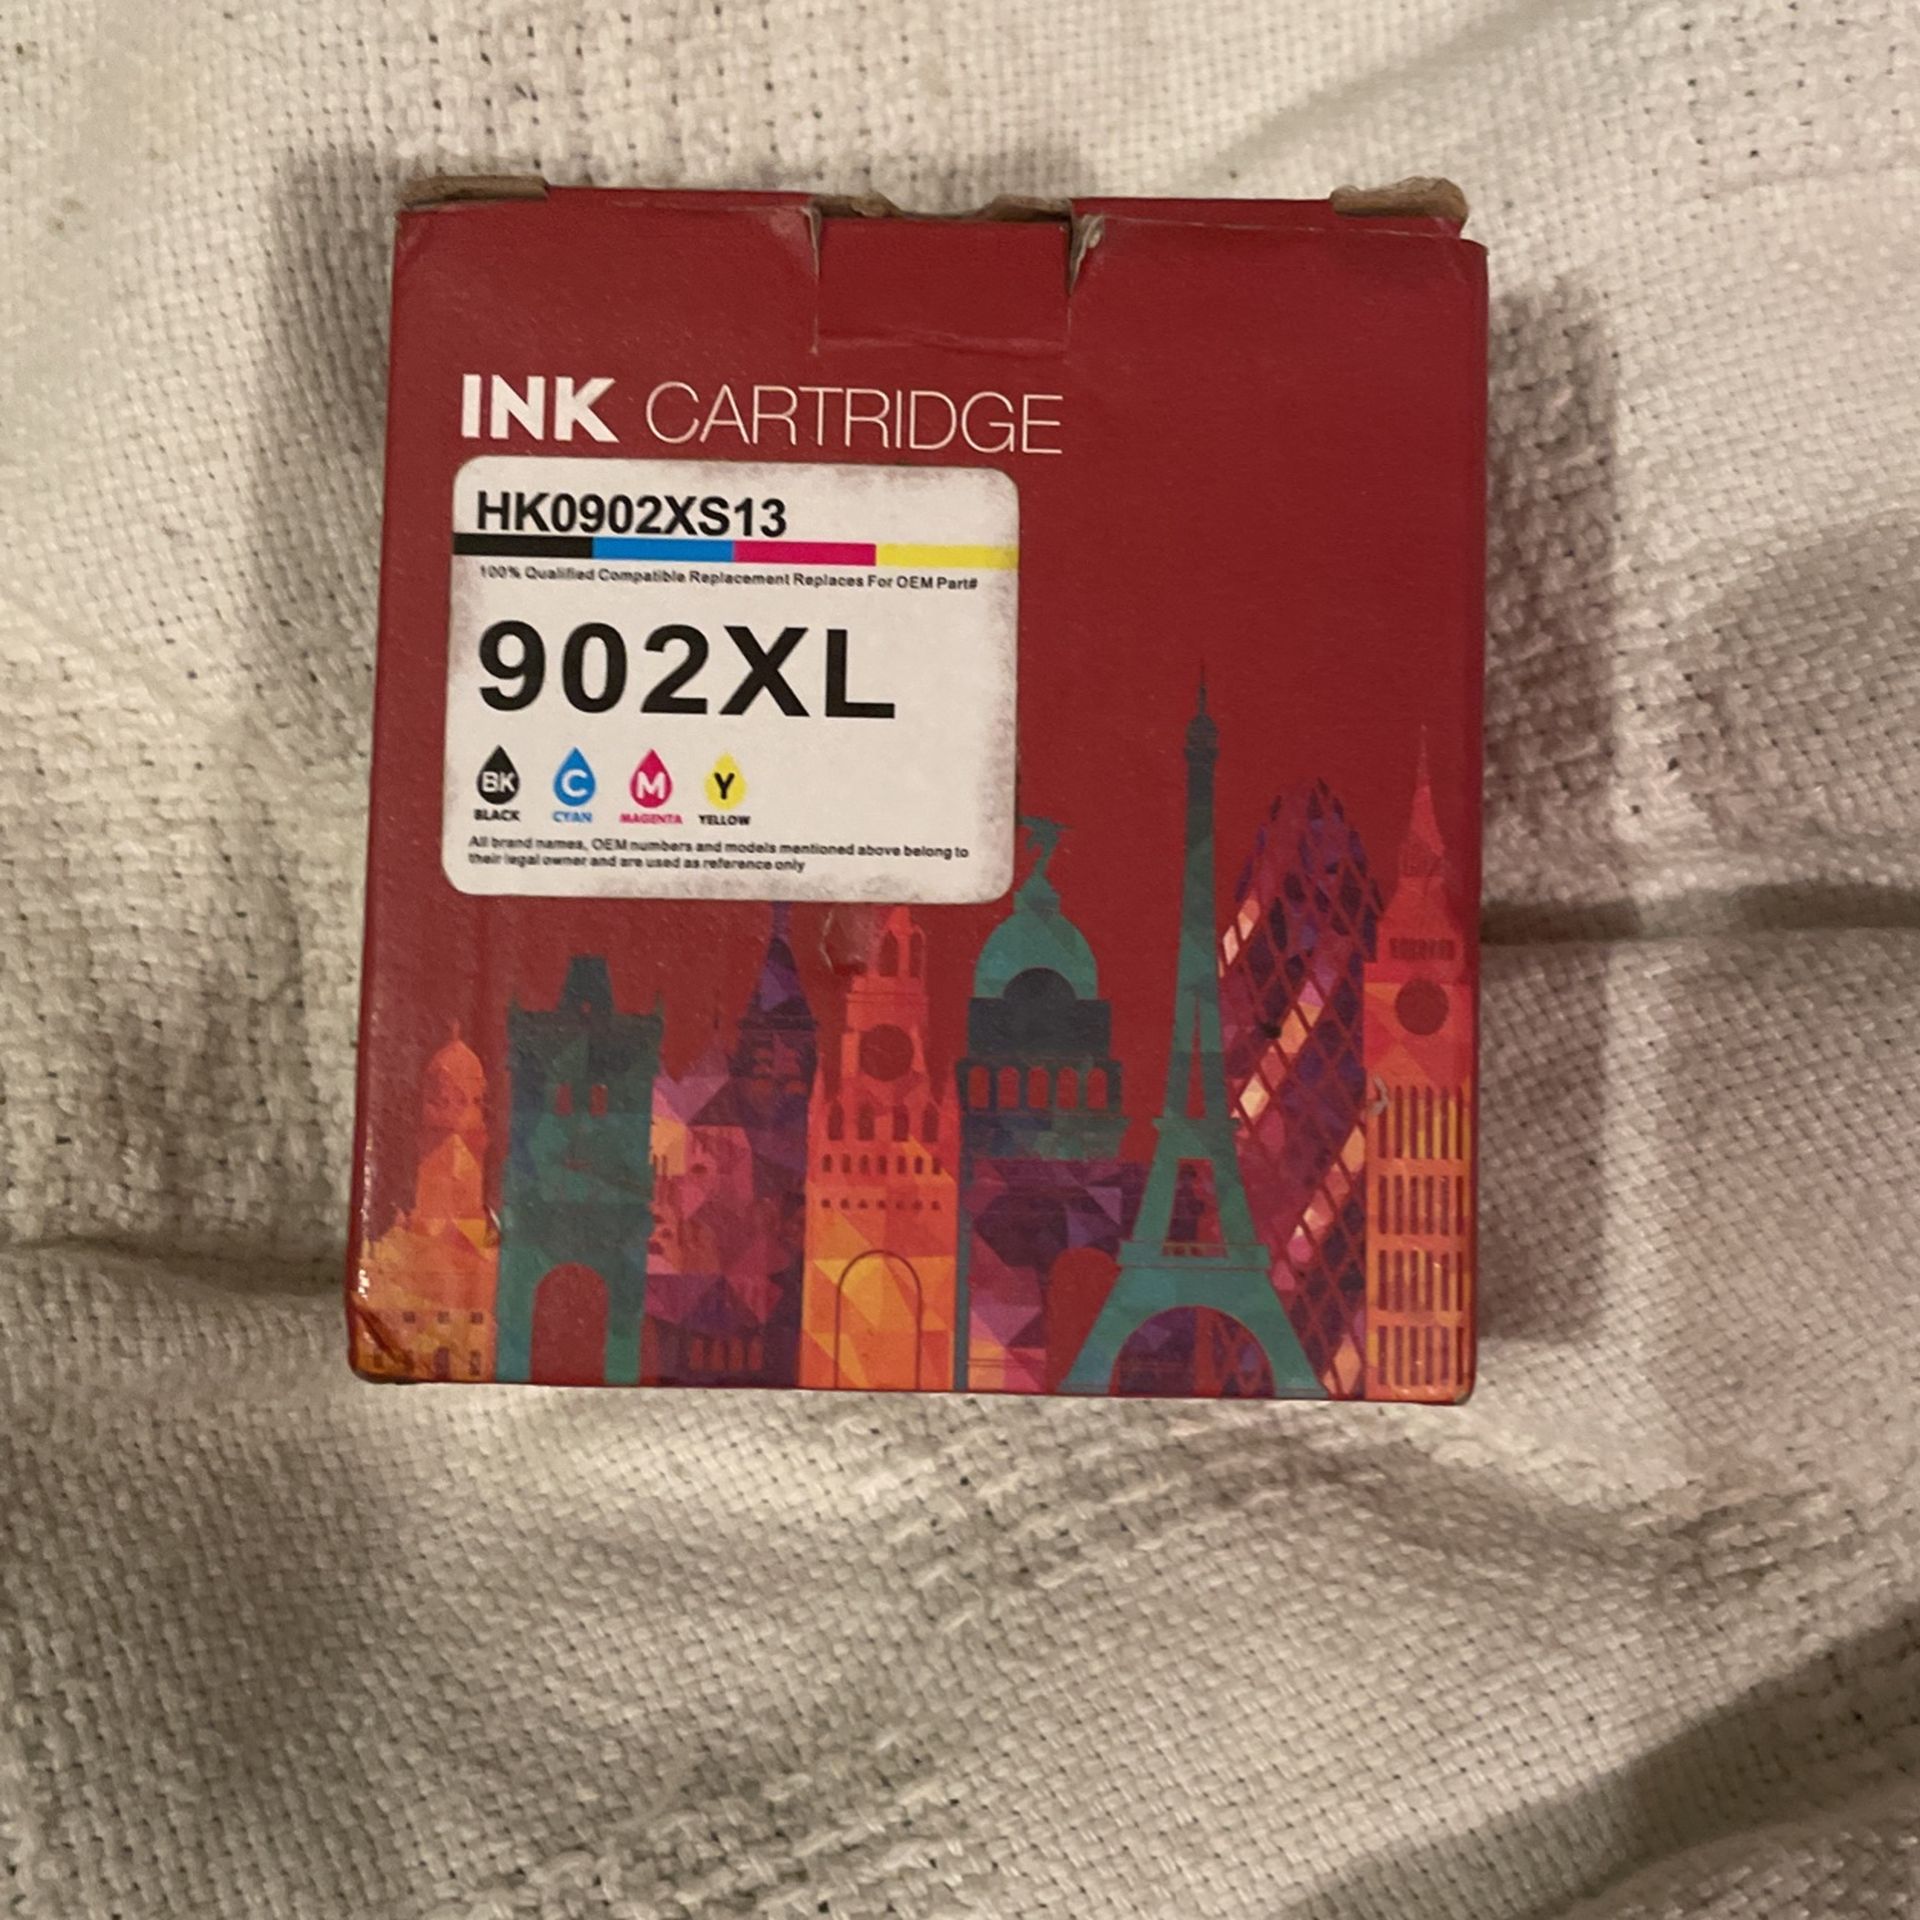 INK CARTRIDGE
HK0902XS13
100% Qualified Compatible Replacement Replaces For OEM Part#
902XL
BK C M Y
BLACK CYAN MAGENTA YELLOW
All brand names, OEM numbers and models mentioned above belong to
their legal owner and are used as reference only